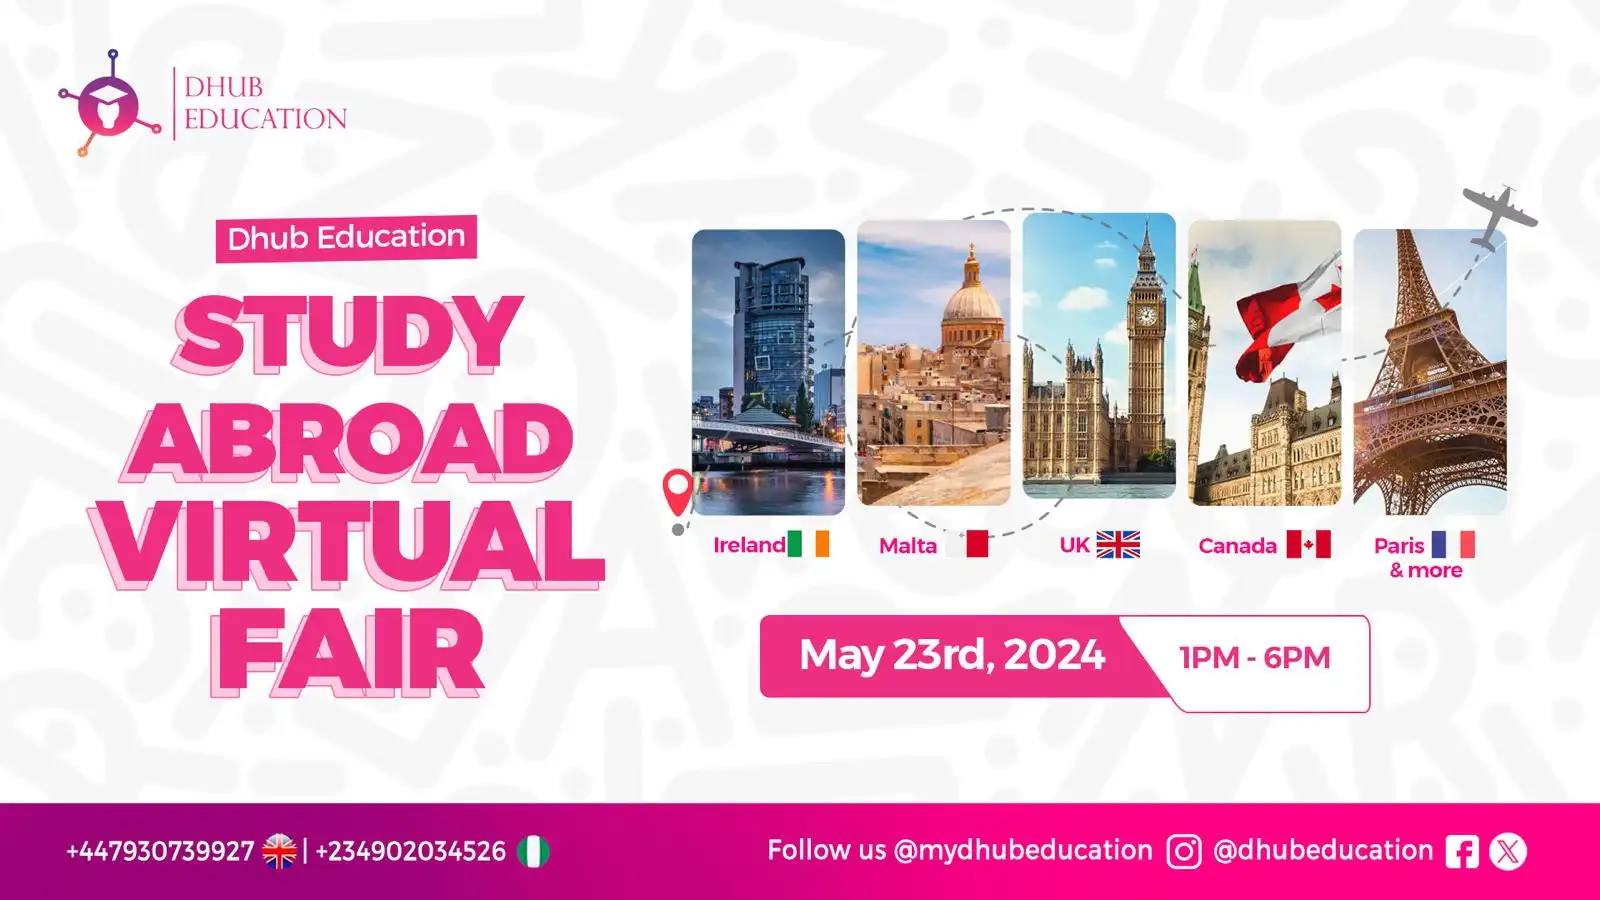 DHUB
EDUCATION
Dhub Education
STUDY
ABROAD
VIRTUAL
FAIR
Ireland
Malta
UK
Canada
Paris
& more
May 23rd, 2024
1PM - 6PM
+447930739927 | +234902034526
Follow us @mydhubeducation @dhubeducation